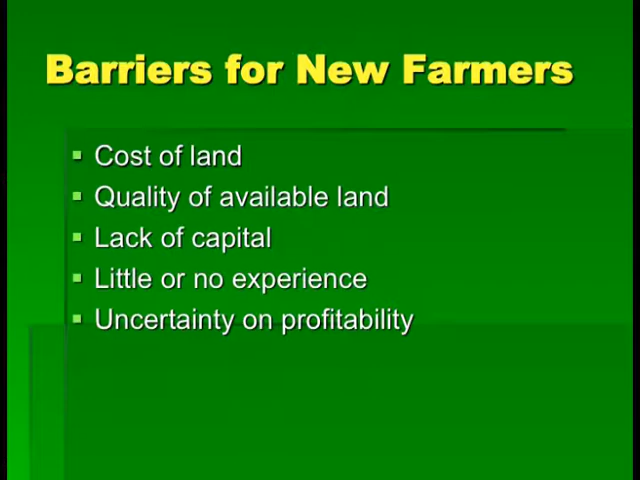 Barriers for New Farmers
Cost of land
Quality of available land
Lack of capital
Little or no experience
Uncertainty on profitability